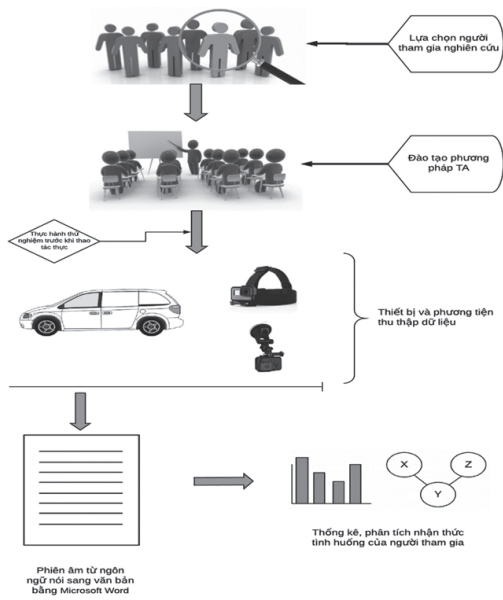 Lựa chọn người
tham gia nghiên cứu
Đào tạo phương
pháp TA
Thực hành thử
nghiệm trước khi thao
tác thực
Thiết bị và phương tiện
thu thập dữ liệu
X
Z
Y
Thống kê, phân tích nhận thức
tình huống của người tham gia
Phiên âm từ ngôn
ngữ nói sang văn bản
bằng Microsoft Word